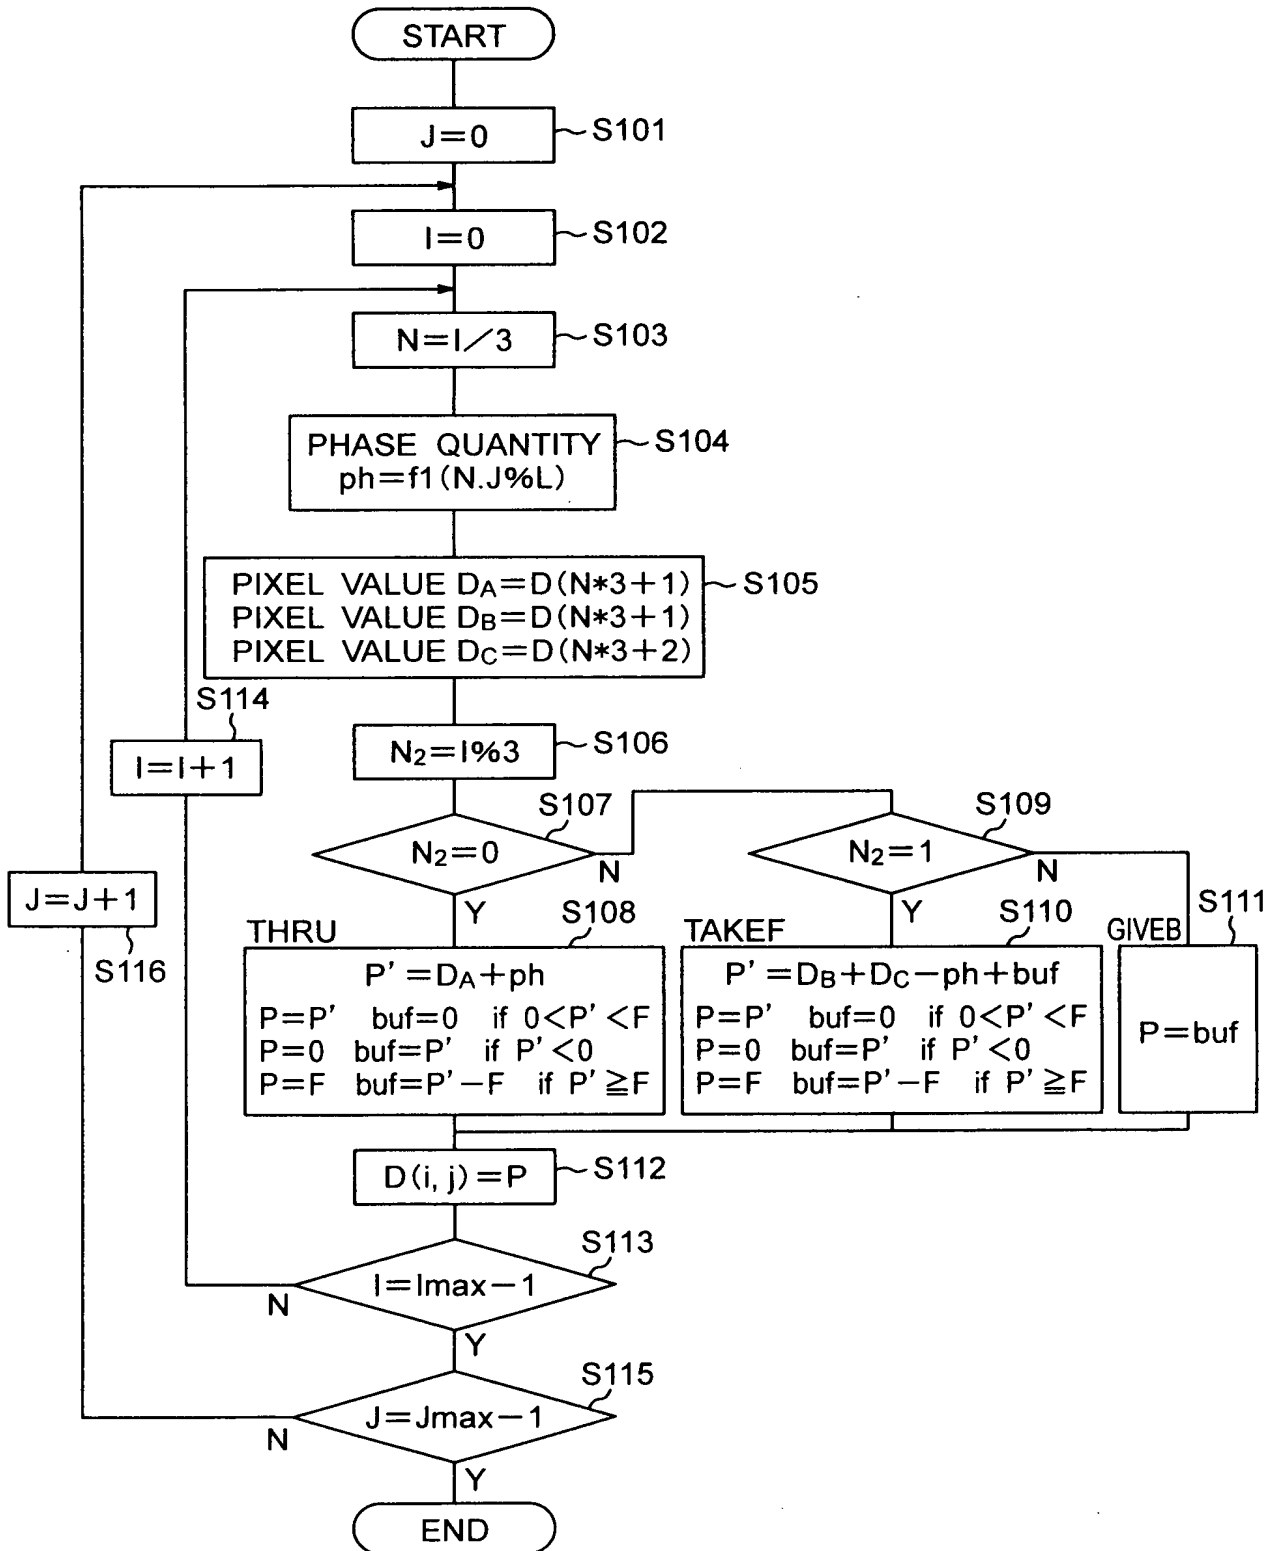 START
J=0
S101
I=0
S102
N=I/3
S103
PHASE QUANTITY
ph=f1(N.J%L)
S104
PIXEL VALUE DA=D(N*3+1)
PIXEL VALUE DB=D(N*3+1)
PIXEL VALUE DC=D(N*3+2)
S105
S114
I=I+1
N2=I%3
S106
S107
N2=0
N
Y
S109
N2=1
N
Y
J=J+1
S116
THRU
S108
P'=DA+ph
P=P' buf=0 if 0<P'<F
P=0 buf=P' if P'<0
P=F buf=P'−F if P'≧F
TAKEF
S110
P'=DB+DC−ph+buf
P=P' buf=0 if 0<P'<F
P=0 buf=P' if P'<0
P=F buf=P'−F if P'≧F
GIVEB
S111
P=buf
D(i,j)=P
S112
S113
I=Imax−1
N
Y
S115
J=Jmax−1
N
Y
END